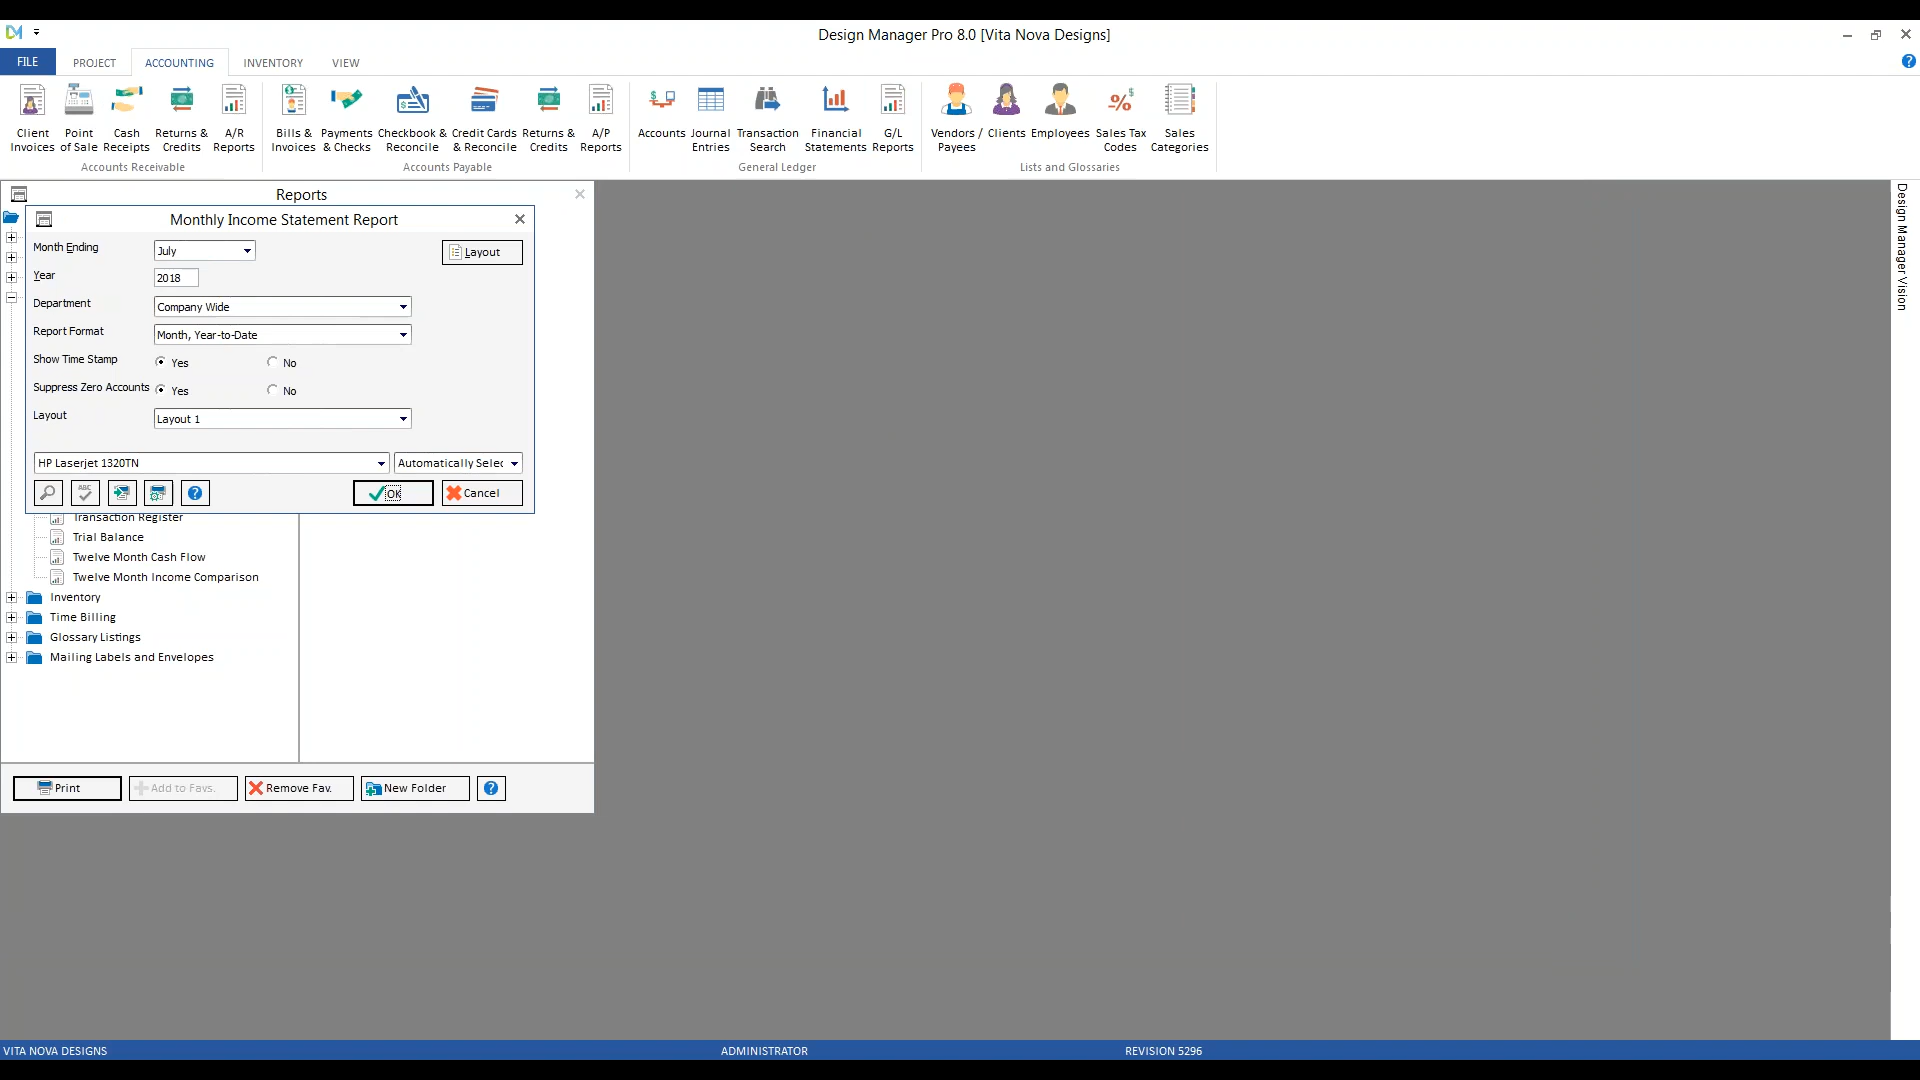 Design Manager Pro 8.0 [Vita Nova Designs]
FILE
PROJECT
ACCOUNTING
INVENTORY
VIEW
Client Invoices
Point of Sale
Cash Receipts
Returns & Credits
A/R Reports
Accounts Receivable
Bills & Invoices
Payments & Checks
Checkbook & Reconcile
Credit Cards & Reconcile
Returns & Credits
A/P Reports
Accounts Payable
Accounts
Journal Entries
Transaction Search
Financial Statements
G/L Reports
General Ledger
Vendors / Payees
Clients
Employees
Sales Tax Codes
Sales Categories
Lists and Glossaries
Reports
Monthly Income Statement Report
Month Ending
July
Layout
Year
2018
Department
Company Wide
Report Format
Month, Year-to-Date
Show Time Stamp
Yes
No
Suppress Zero Accounts
Yes
No
Layout
Layout 1
HP Laserjet 1320TN
Automatically Selec
ABC
OK
Cancel
Transaction Register
Trial Balance
Twelve Month Cash Flow
Twelve Month Income Comparison
Inventory
Time Billing
Glossary Listings
Mailing Labels and Envelopes
Print
Add to Favs.
Remove Fav.
New Folder
Design Manager Vision
VITA NOVA DESIGNS
ADMINISTRATOR
REVISION 5296